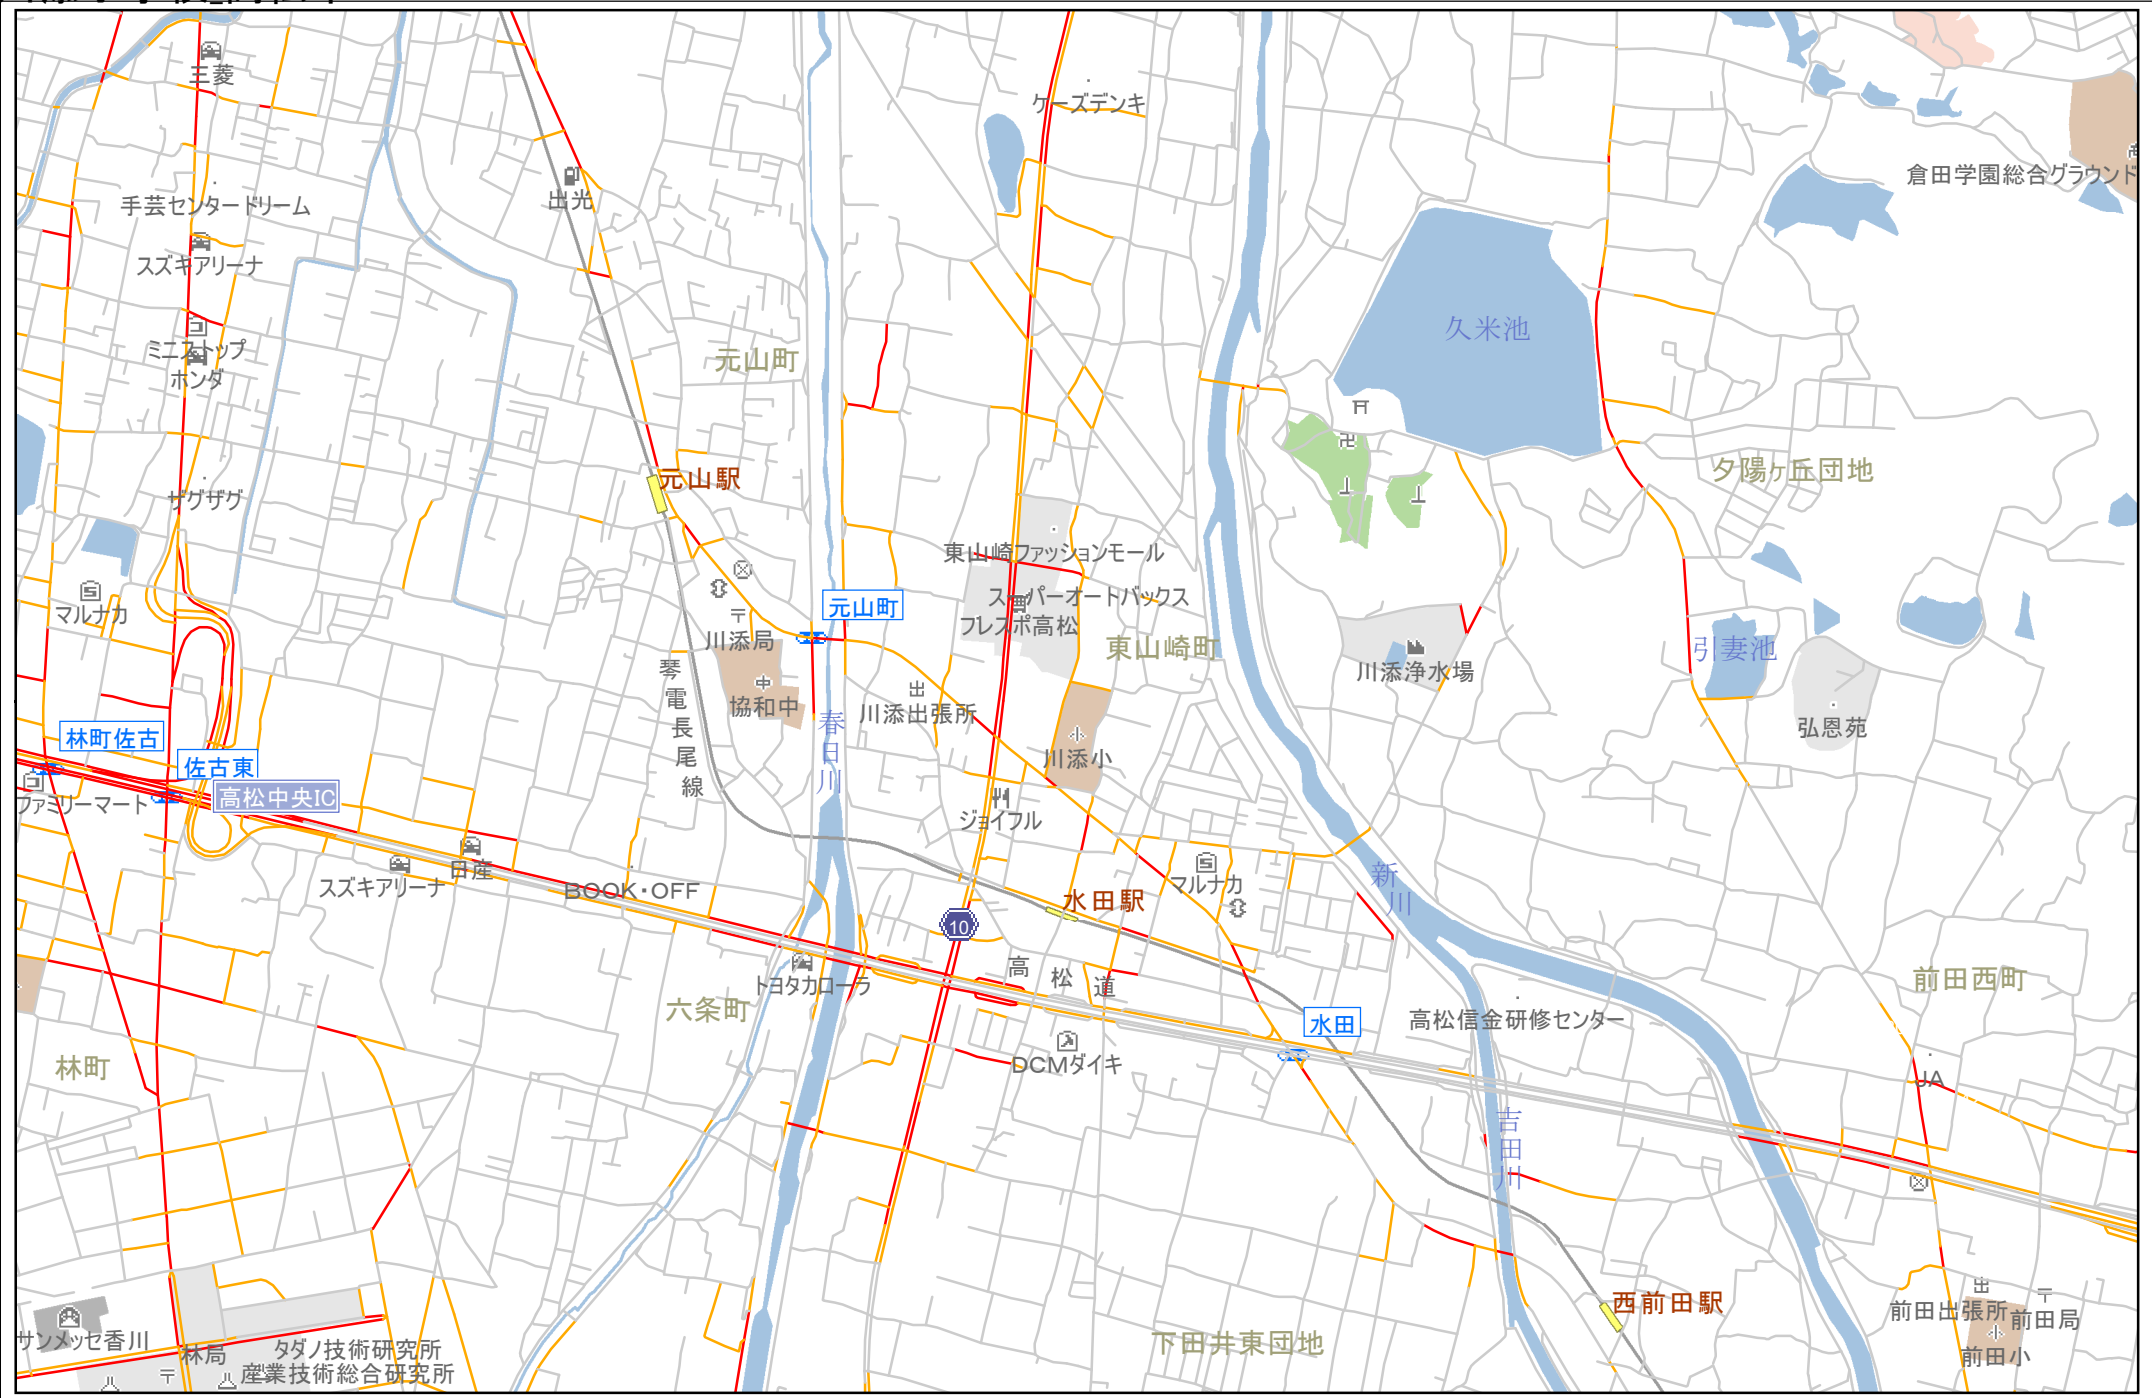 三菱
ケーズデンキ
倉田学園総合グラウンド
出光
手芸センタードリーム
スズキアリーナ
ミニストップ
ホンダ
久米池
元山町
元山駅
夕陽ヶ丘団地
ザグザグ
東山崎ファッションモール
スーパーオートバックス
フレスポ高松
元山町
マルナカ
川添局
東山崎町
川添浄水場
引妻池
琴電長尾線
協和中
川添出張所
春日川
川添小
弘恩苑
林町佐古
佐古東
高松中央IC
ファミリーマート
ジョイフル
日産
スズキアリーナ
BOOK・OFF
マルナカ
新川
水田駅
10
高松道
トヨタカローラ
六条町
水田
高松信金研修センター
前田西町
林町
DCMダイキ
JA
吉田川
西前田駅
前田出張所
前田局
前田小
下田井東団地
サンメッセ香川
林局
タダノ技術研究所
産業技術総合研究所